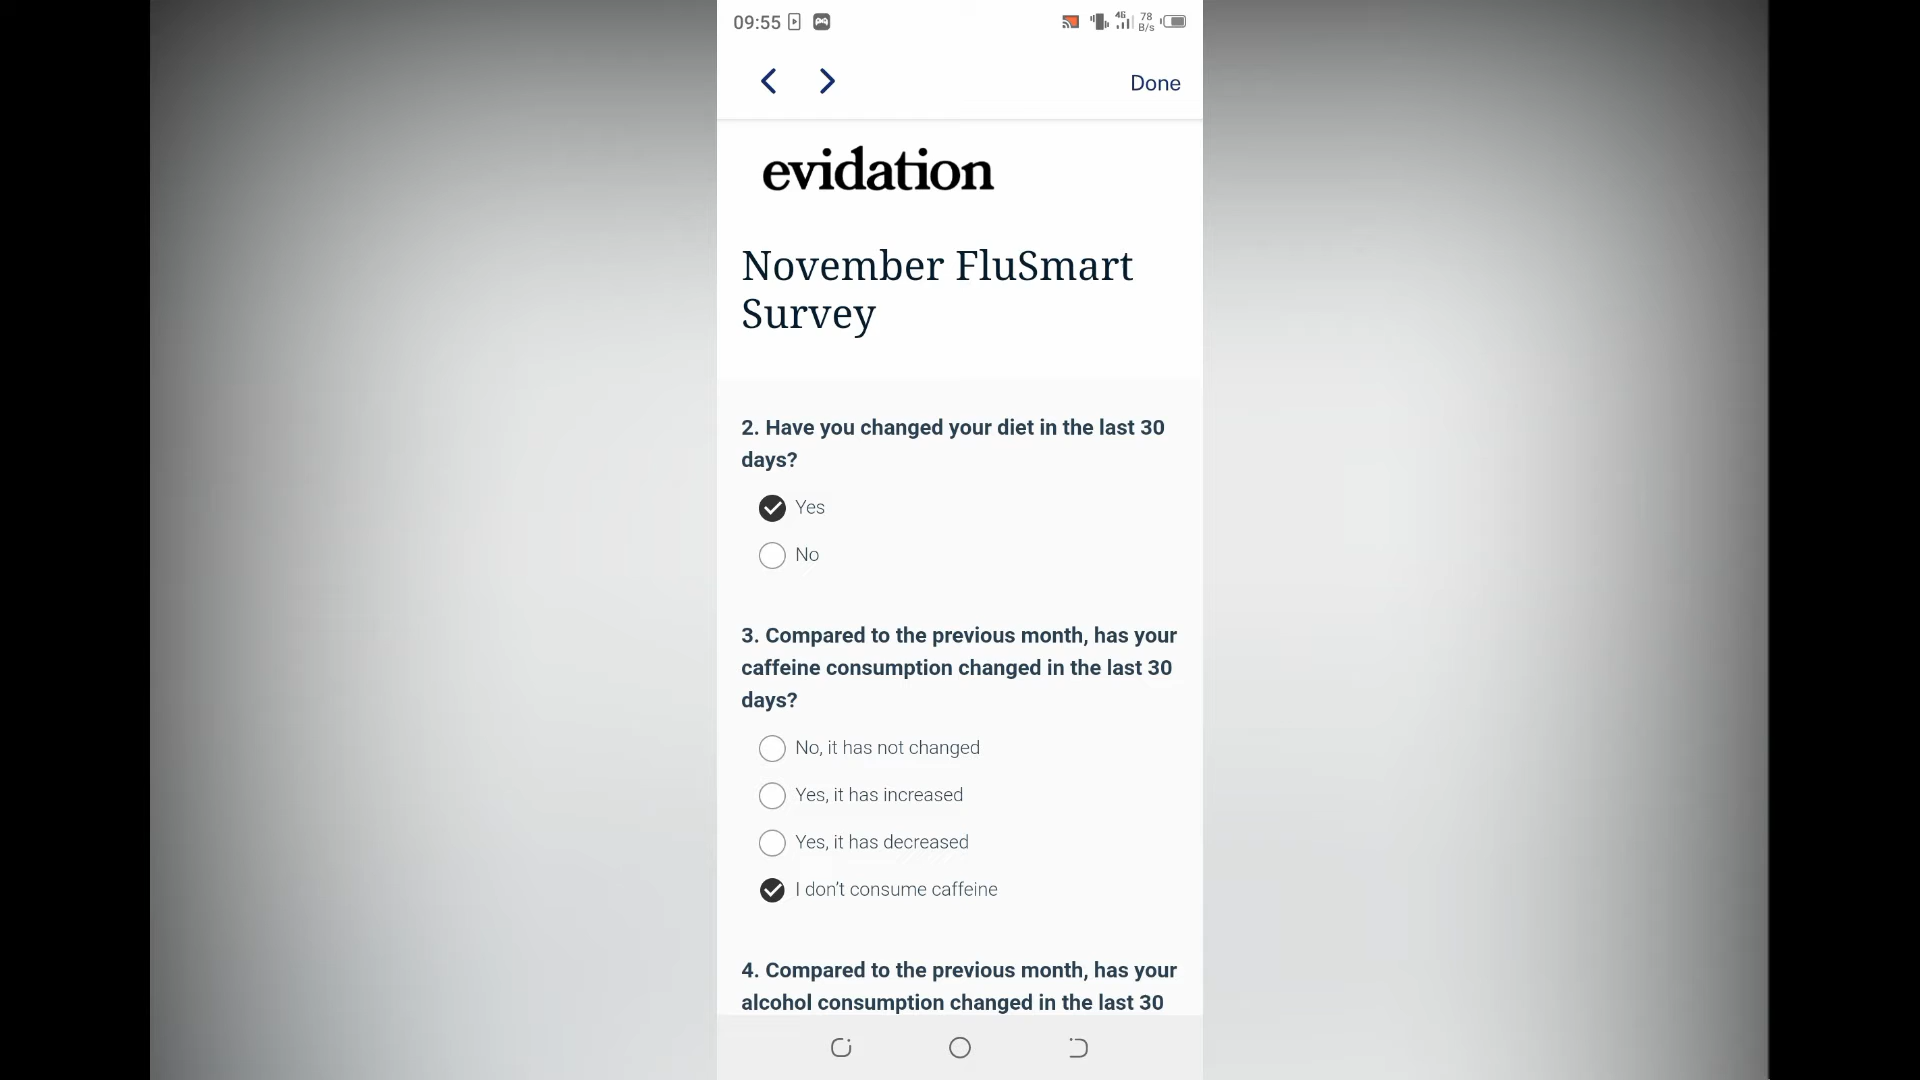 09:55
4G
78
B/s
Done
evidation
November FluSmart
Survey
2. Have you changed your diet in the last 30
days?
Yes
No
3. Compared to the previous month, has your
caffeine consumption changed in the last 30
days?
No, it has not changed
Yes, it has increased
Yes, it has decreased
I don’t consume caffeine
4. Compared to the previous month, has your
alcohol consumption changed in the last 30